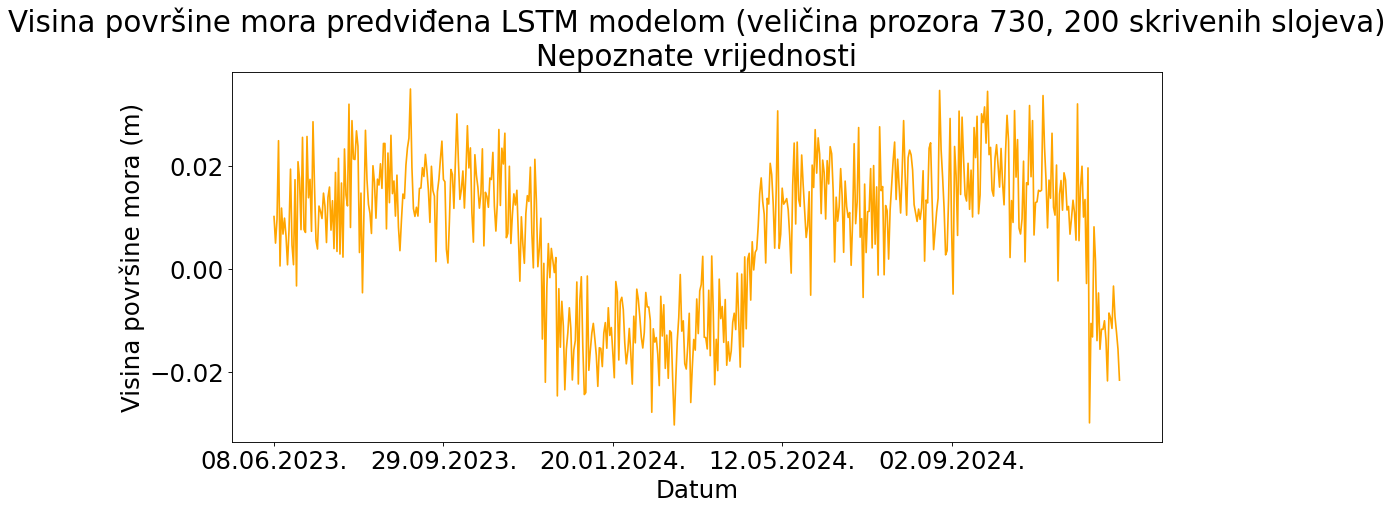 Visina površine mora predviđena LSTM modelom (veličina prozora 730, 200 skrivenih slojeva)
Nepoznate vrijednosti
Visina površine mora (m)
0.02
0.00
−0.02
08.06.2023. 29.09.2023. 20.01.2024. 12.05.2024. 02.09.2024.
Datum